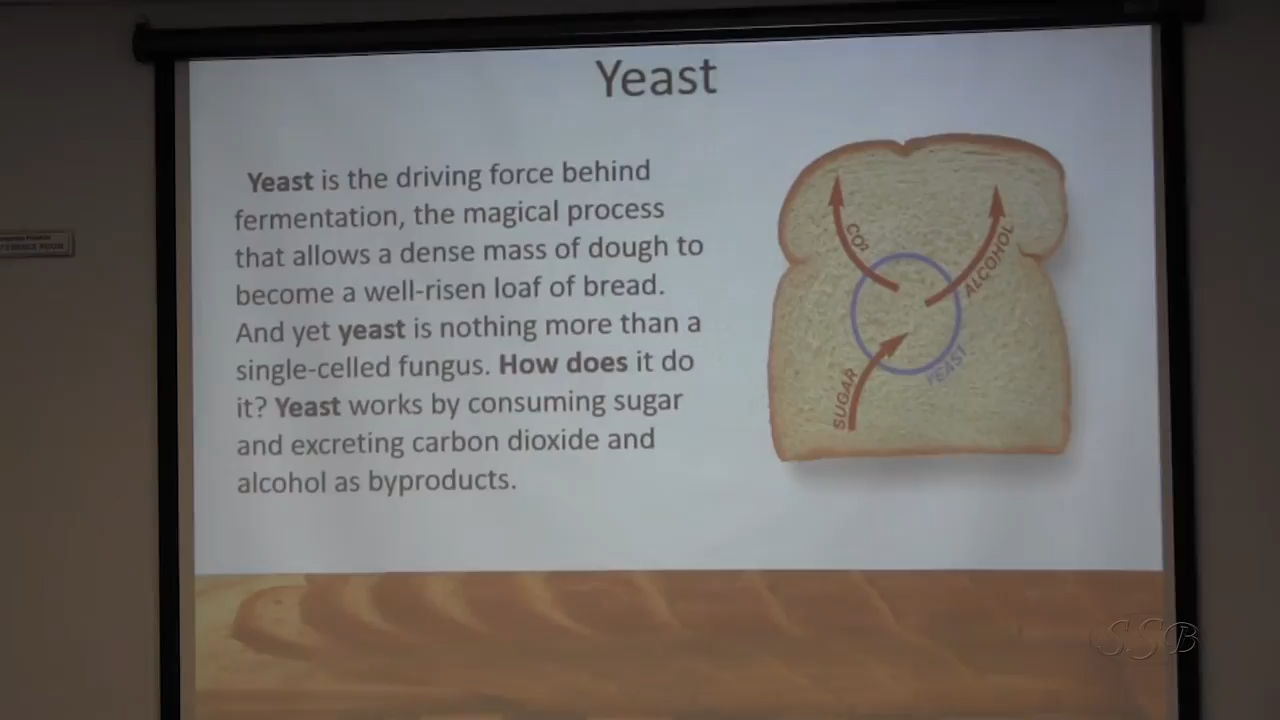 Yeast
Yeast is the driving force behind
fermentation, the magical process
that allows a dense mass of dough to
become a well-risen loaf of bread.
And yet yeast is nothing more than a
single-celled fungus. How does it do
it? Yeast works by consuming sugar
and excreting carbon dioxide and
alcohol as byproducts.
CO2
ALCOHOL
SUGAR
YEAST
SSB